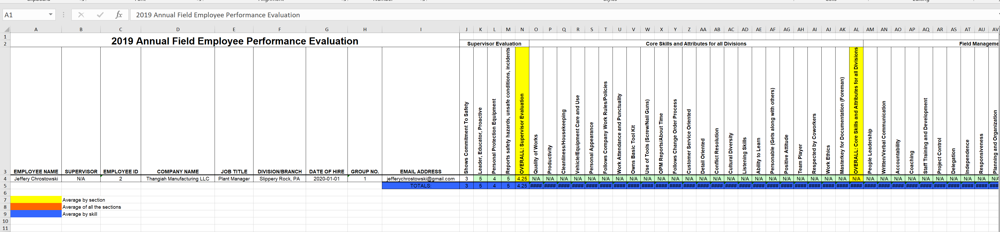 Clipboard Font Alignment Number Styles Cells Editing
A1 fx 2019 Annual Field Employee Performance Evaluation
A B C D E F G H I J K L M N O P Q R S T U V W X Y Z AA AB AC AD AE AF AG AH AI AJ AK AL AM AN AO AP AQ AR AS AT AU AV
1
2019 Annual Field Employee Performance Evaluation
2 Supervisor Evaluation Core Skills and Attributes for all Divisions Field Manageme
3 EMPLOYEE NAME SUPERVISOR EMPLOYEE ID COMPANY NAME JOB TITLE DIVISION/BRANCH DATE OF HIRE GROUP NO. EMAIL ADDRESS
Shows Commitment To Safety
Leader, Educator, Proactive
Personal Protection Equipment
Reports safety hazards, unsafe conditions, incidents
OVERALL: Supervisor Evaluation
Quality of Works
Productivity
Cleanliness/Housekeeping
Vehicle/Equipment Care and Use
Personal Appearance
Follows Company Work Rules/Policies
Work Attendance and Punctuality
Owns Basic Tool Kit
Use of Tools (Screw/Nail Guns)
OPM Reports/About Time
Follows Change Order Process
Customer Service Oriented
Detail Oriented
Conflict Resolution
Cultural Diversity
Listening Skills
Ability to Learn
Personable (Gets along with others)
Positive Attitude
Team Player
Respected by Coworkers
Work Ethics
Masterkey for Documentation (Foreman)
OVERALL: Core Skills and Attributes for all Divisions
People Leadership
Written/Verbal Communication
Accountability
Coaching
Staff Training and Development
Project Control
Delegation
Independence
Responsiveness
Planning and Organization
4 Jeffery Chrostowski N/A 2 Thangiah Manufacturing LLC Plant Manager Slippery Rock, PA 2020-01-01 1 jefferychrostowski@gmail.com 3 5 4 5 4.25 N/A N/A N/A N/A N/A N/A N/A N/A N/A N/A N/A N/A N/A N/A N/A N/A N/A N/A N/A N/A N/A N/A N/A N/A N/A N/A N/A N/A N/A N/A N/A N/A N/A N/A
5 TOTALS: 3 5 4 5 4.25 #### #### #### #### #### #### #### #### #### #### #### #### #### #### #### #### #### #### #### #### #### #### #### #### #### #### #### #### #### #### #### #### #### ###
6
7 Average by section
8 Average of all the sections
9 Average by skill
10
11